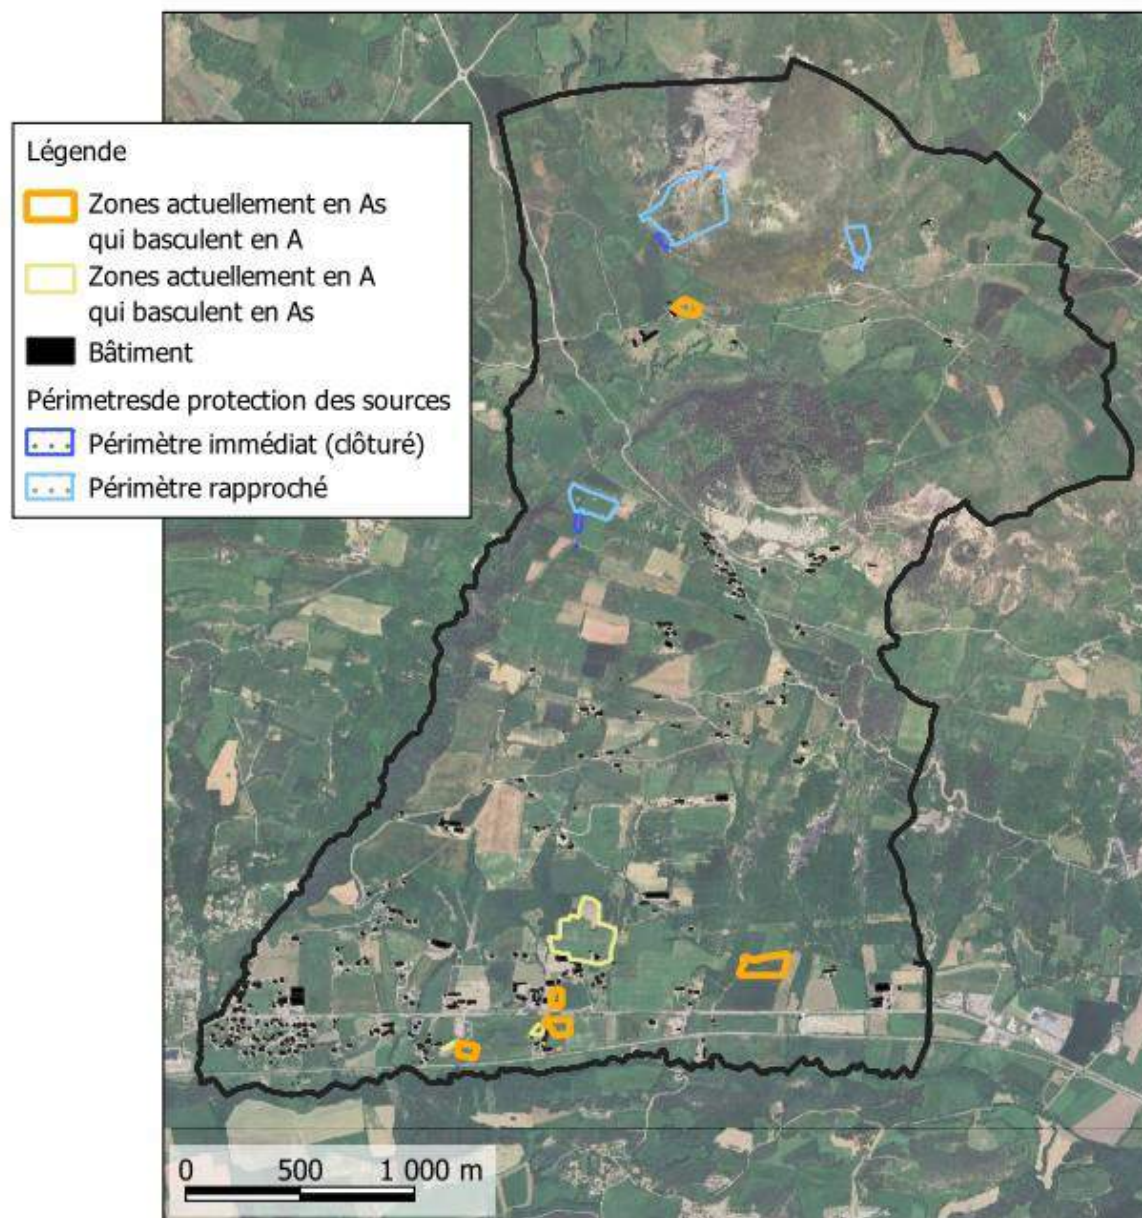 Légende
Zones actuellement en As
qui basculent en A
Zones actuellement en A
qui basculent en As
Bâtiment
Périmetresde protection des sources
Périmètre immédiat (clôturé)
Périmètre rapproché
0 500 1 000 m